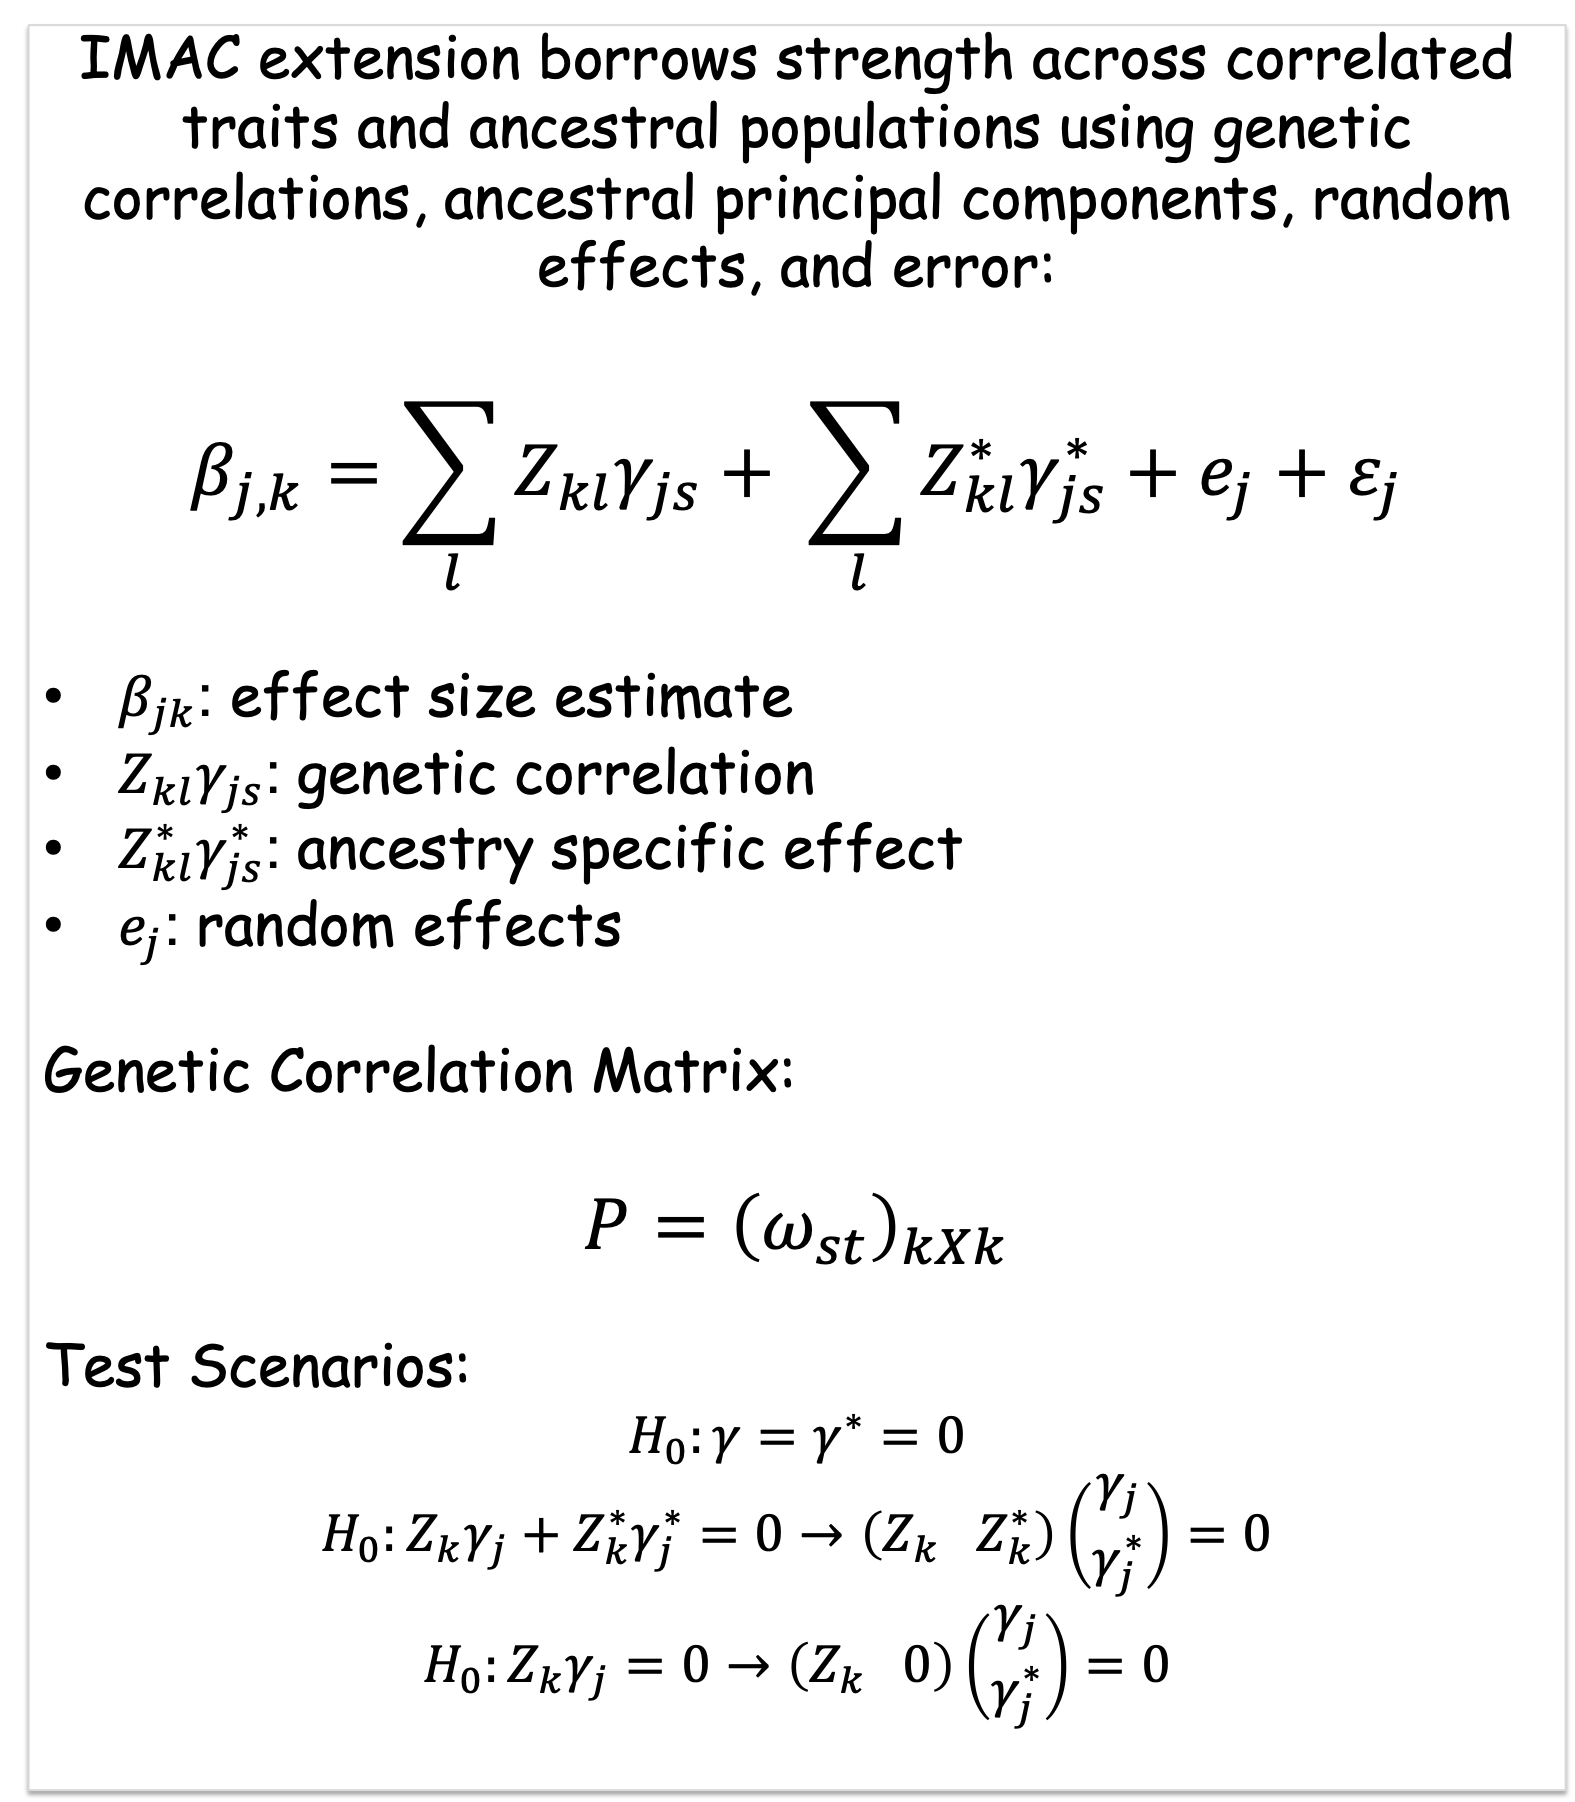 IMAC extension borrows strength across correlated
traits and ancestral populations using genetic
correlations, ancestral principal components, random
effects, and error:
β_{j,k} = ∑_l Z_{kl}γ_{js} + ∑_l Z^*_{kl}γ^*_{js} + e_j + ε_j
• β_{jk}: effect size estimate
• Z_{kl}γ_{js}: genetic correlation
• Z^*_{kl}γ^*_{js}: ancestry specific effect
• e_j: random effects
Genetic Correlation Matrix:
P = (ω_{st})_{kXk}
Test Scenarios:
H_0: γ = γ^* = 0
H_0: Z_kγ_j + Z^*_kγ^*_j = 0 → (Z_k Z^*_k) (γ_j γ^*_j) = 0
H_0: Z_kγ_j = 0 → (Z_k 0) (γ_j γ^*_j) = 0